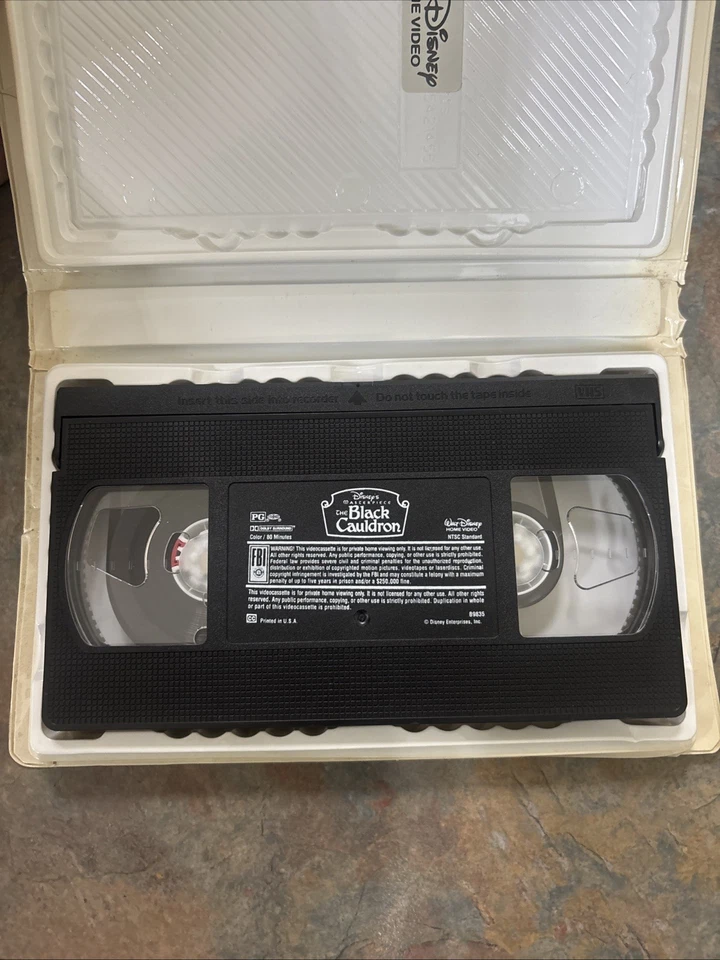 Disney
E VIDEO
Insert this side into recorder Do not touch the tape inside VHS
Disney's
Masterpiece
The Black
Cauldron
PG
DOLBY SURROUND
Color / 80 Minutes
Walt Disney
HOME VIDEO
NTSC Standard
FBI
WARNING! This videocassette is for private home viewing only. It is not licensed for any other use.
All other rights reserved. Any public performance, copying, or other use is strictly prohibited.
Federal law provides severe civil and criminal penalties for the unauthorized reproduction,
distribution or exhibition of copyrighted motion pictures, videotapes or laserdiscs. Criminal
copyright infringement is investigated by the FBI and may constitute a felony with a maximum
penalty of up to five years in prison and/or a $250,000 fine.
This videocassette is for private home viewing only. It is not licensed for any other use. All other rights
reserved. Any public performance, copying, or other use is strictly prohibited. Duplication in whole
or part of this videocassette is prohibited.
89835
CC Printed in U.S.A © Disney Enterprises, Inc.